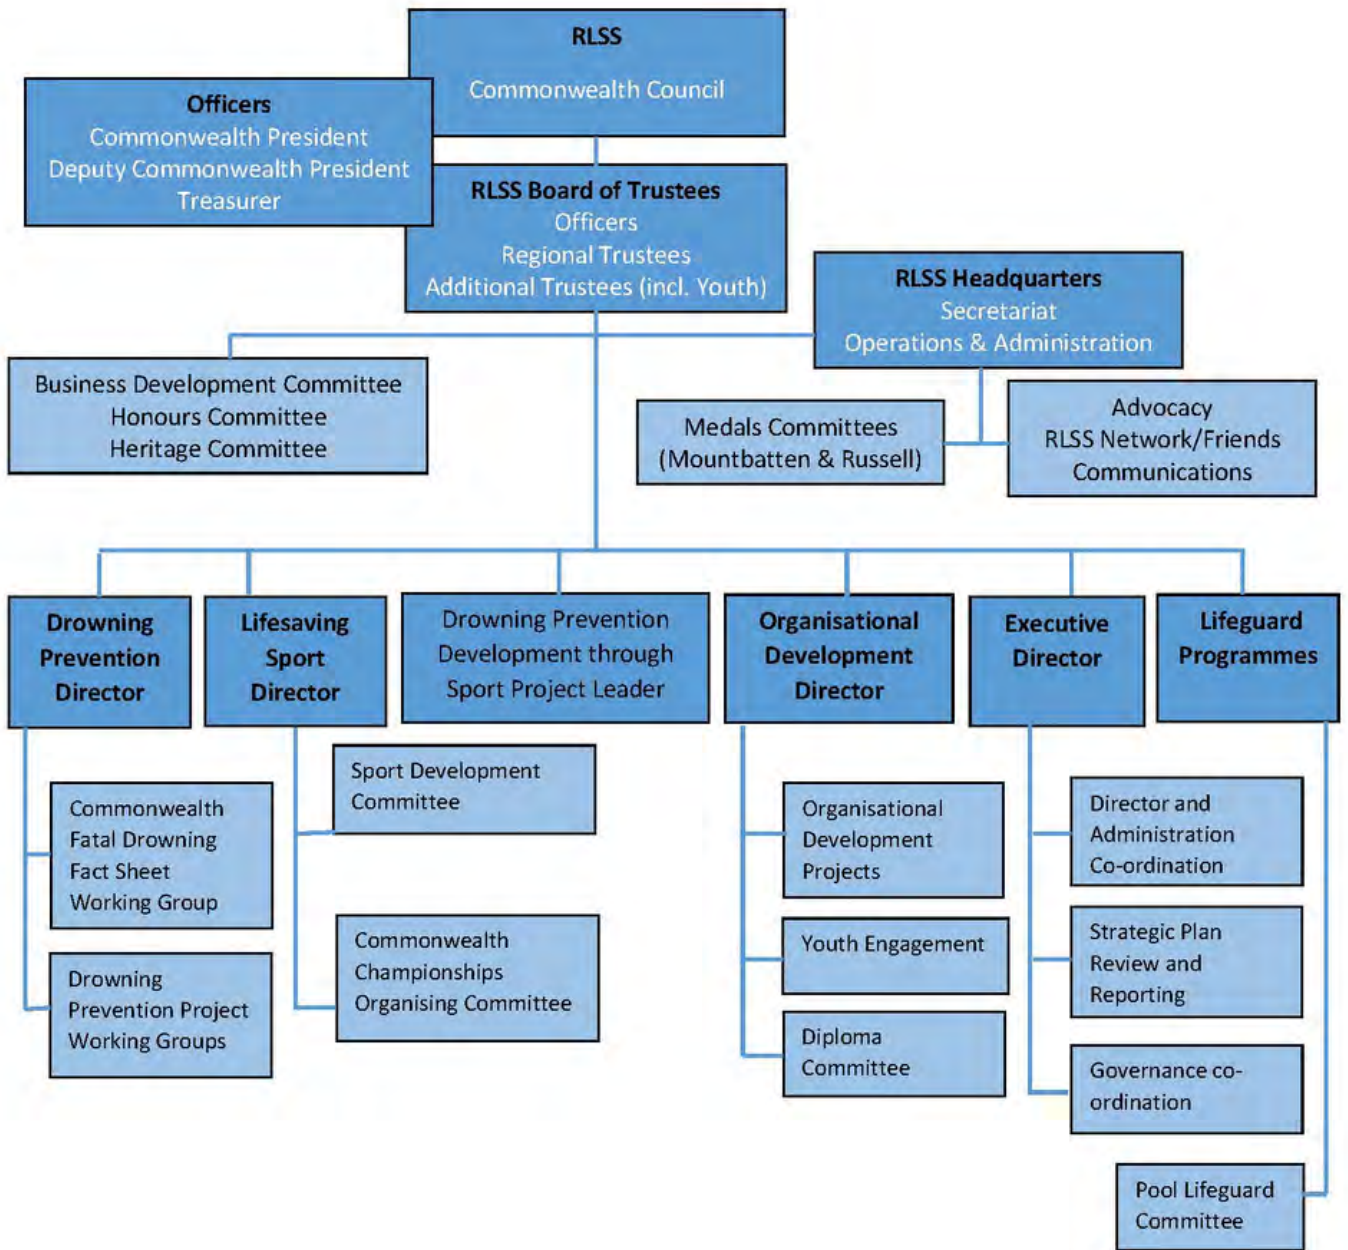 RLSS
Commonwealth Council
Officers
Commonwealth President
Deputy Commonwealth President
Treasurer
RLSS Board of Trustees
Officers
Regional Trustees
Additional Trustees (incl. Youth)
RLSS Headquarters
Secretariat
Operations & Administration
Business Development Committee
Honours Committee
Heritage Committee
Medals Committees
(Mountbatten & Russell)
Advocacy
RLSS Network/Friends
Communications
Drowning
Prevention
Director
Lifesaving
Sport
Director
Drowning Prevention
Development through
Sport Project Leader
Organisational
Development
Director
Executive
Director
Lifeguard
Programmes
Commonwealth
Fatal Drowning
Fact Sheet
Working Group
Drowning
Prevention Project
Working Groups
Sport Development
Committee
Commonwealth
Championships
Organising Committee
Organisational
Development
Projects
Youth Engagement
Diploma
Committee
Director and
Administration
Co-ordination
Strategic Plan
Review and
Reporting
Governance co-
ordination
Pool Lifeguard
Committee